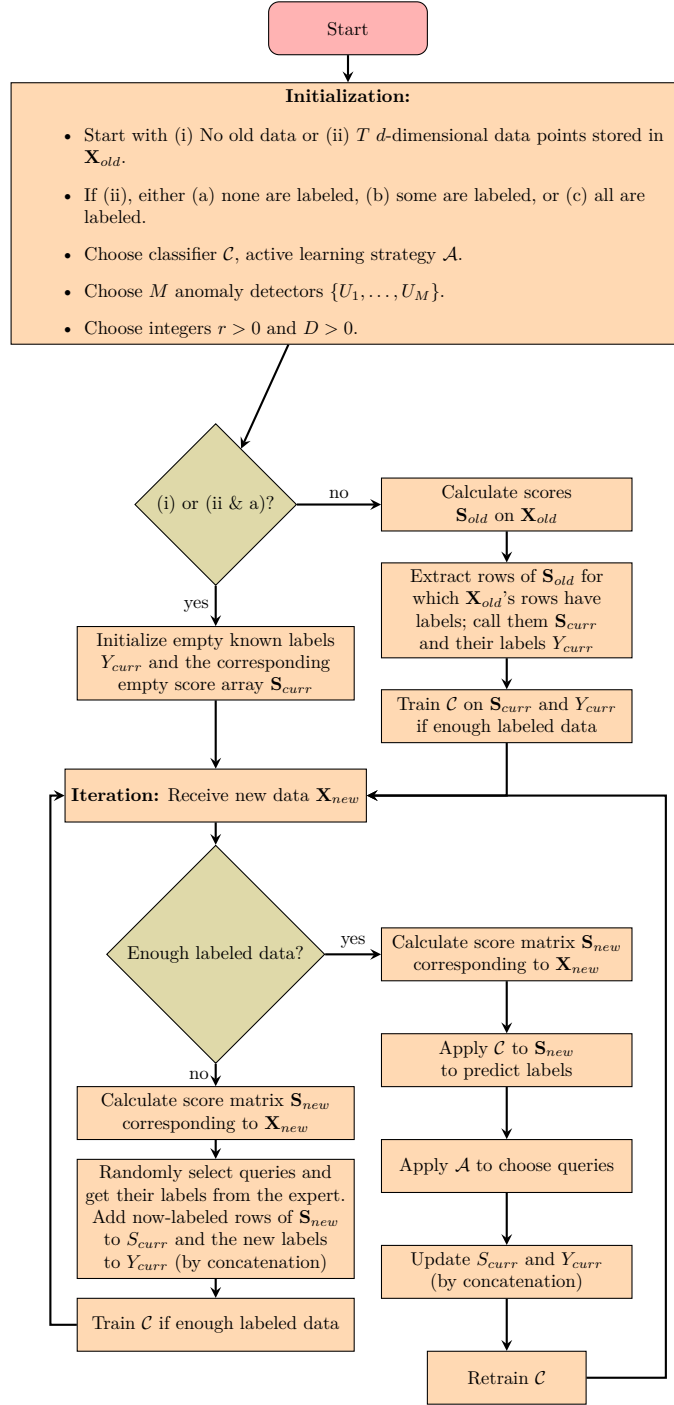 Start
Initialization:
• Start with (i) No old data or (ii) T d-dimensional data points stored in
X_old.
• If (ii), either (a) none are labeled, (b) some are labeled, or (c) all are
labeled.
• Choose classifier 𝒞, active learning strategy 𝒜.
• Choose M anomaly detectors {U_1, . . . , U_M}.
• Choose integers r > 0 and D > 0.
(i) or (ii & a)?
no
Calculate scores
S_old on X_old
Extract rows of S_old for
which X_old's rows have
labels; call them S_curr
and their labels Y_curr
Train 𝒞 on S_curr and Y_curr
if enough labeled data
yes
Initialize empty known labels
Y_curr and the corresponding
empty score array S_curr
Iteration: Receive new data X_new
Enough labeled data?
yes
Calculate score matrix S_new
corresponding to X_new
Apply 𝒞 to S_new
to predict labels
Apply 𝒜 to choose queries
Update S_curr and Y_curr
(by concatenation)
Retrain 𝒞
no
Calculate score matrix S_new
corresponding to X_new
Randomly select queries and
get their labels from the expert.
Add now-labeled rows of S_new
to S_curr and the new labels
to Y_curr (by concatenation)
Train 𝒞 if enough labeled data